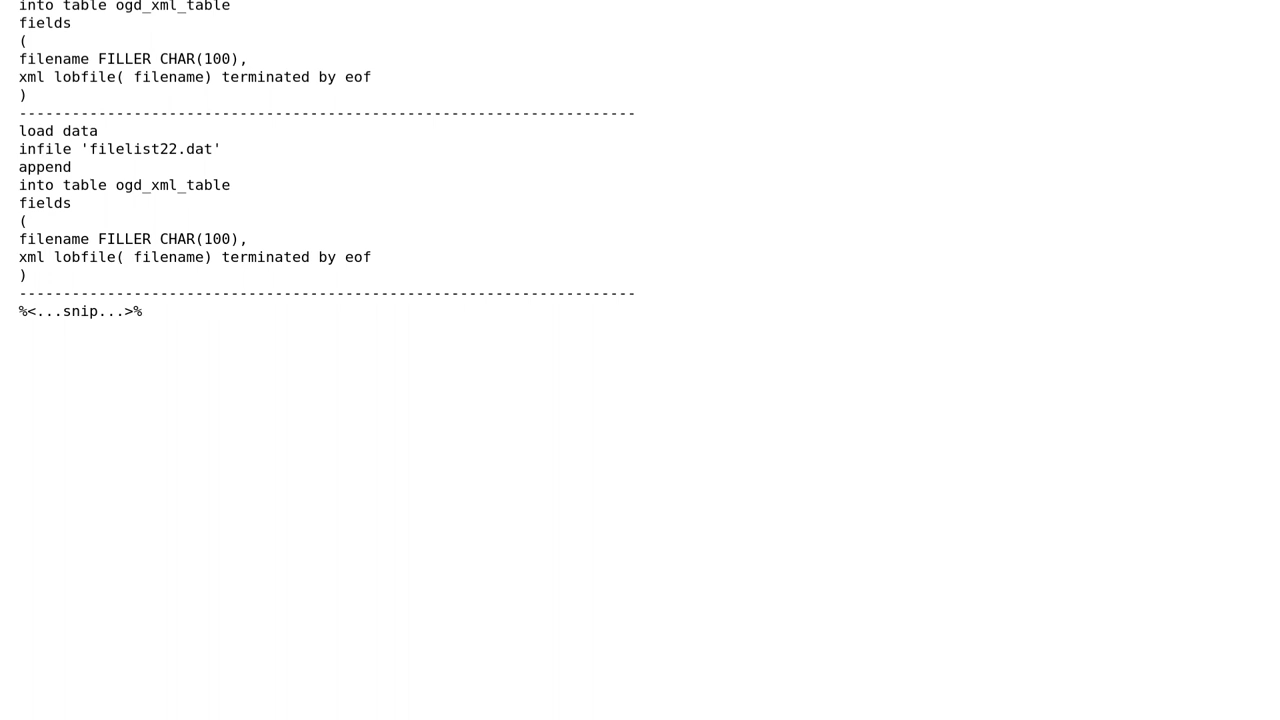 into table ogd_xml_table
fields
(
filename FILLER CHAR(100),
xml lobfile( filename) terminated by eof
)
----------------------------------------------------------------------
load data
infile 'filelist22.dat'
append
into table ogd_xml_table
fields
(
filename FILLER CHAR(100),
xml lobfile( filename) terminated by eof
)
----------------------------------------------------------------------
%<...snip...>%